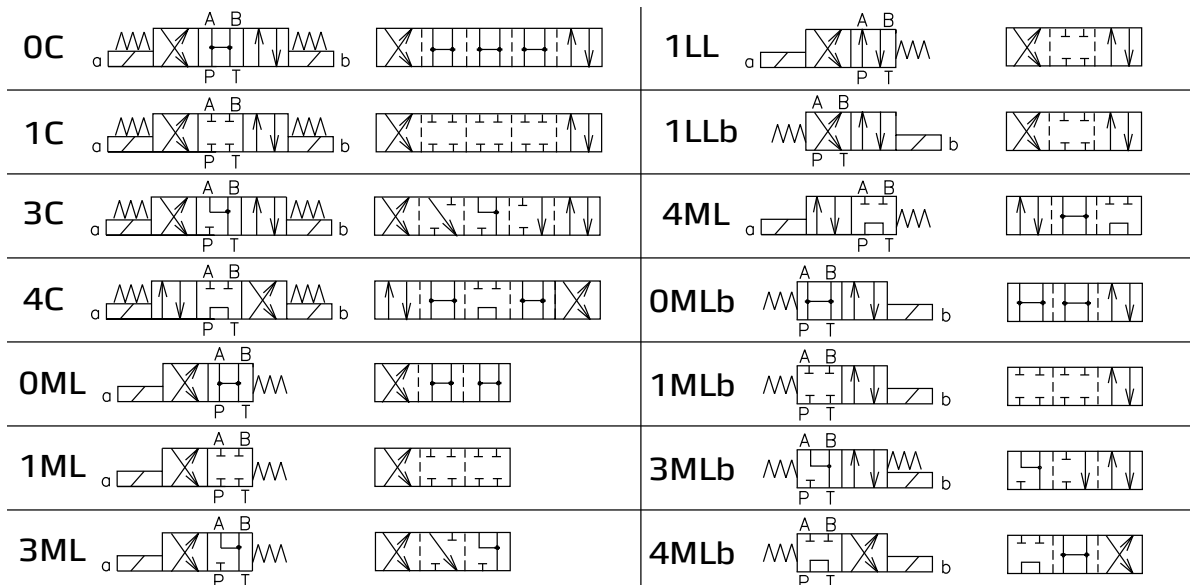 A B
0C a b
P T
A B
1C a b
P T
A B
3C a b
P T
A B
4C a b
P T
A B
0ML a
P T
A B
1ML a
P T
A B
3ML a
P T
A B
1LL a
P T
A B
1LLb b
P T
A B
4ML a
P T
A B
0MLb b
P T
A B
1MLb b
P T
A B
3MLb b
P T
A B
4MLb b
P T